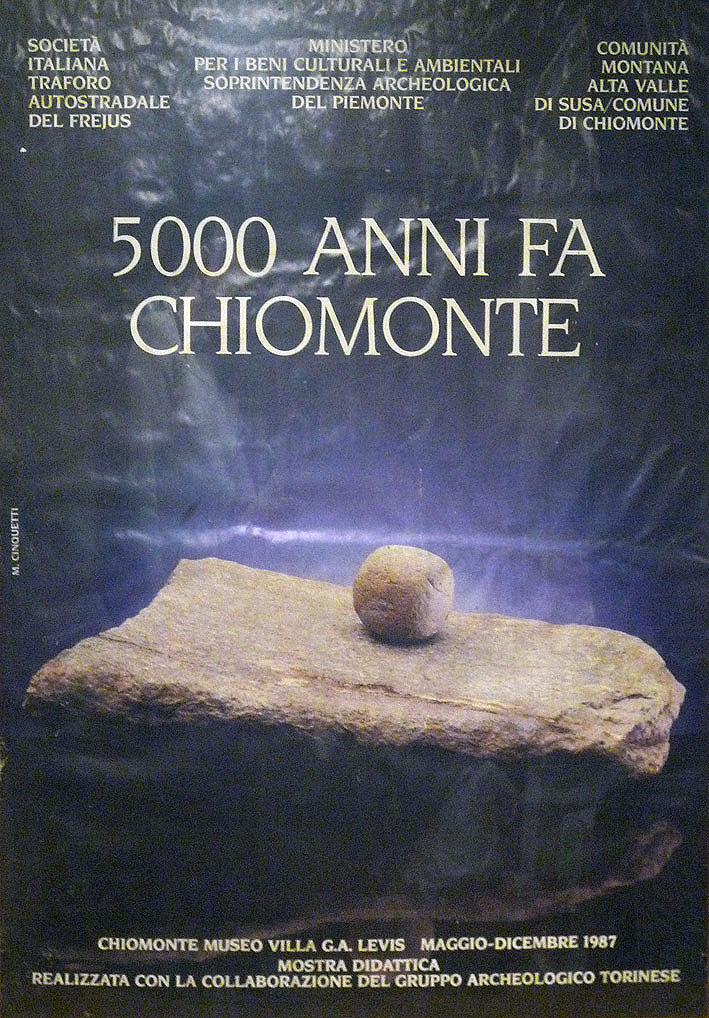 SOCIETÀ
ITALIANA
TRAFORO
AUTOSTRADALE
DEL FREJUS
MINISTERO
PER I BENI CULTURALI E AMBIENTALI
SOPRINTENDENZA ARCHEOLOGICA
DEL PIEMONTE
COMUNITÀ
MONTANA
ALTA VALLE
DI SUSA/COMUNE
DI CHIOMONTE
5000 ANNI FA
CHIOMONTE
M. CINQUETTI
CHIOMONTE MUSEO VILLA G.A. LEVIS MAGGIO-DICEMBRE 1987
MOSTRA DIDATTICA
REALIZZATA CON LA COLLABORAZIONE DEL GRUPPO ARCHEOLOGICO TORINESE